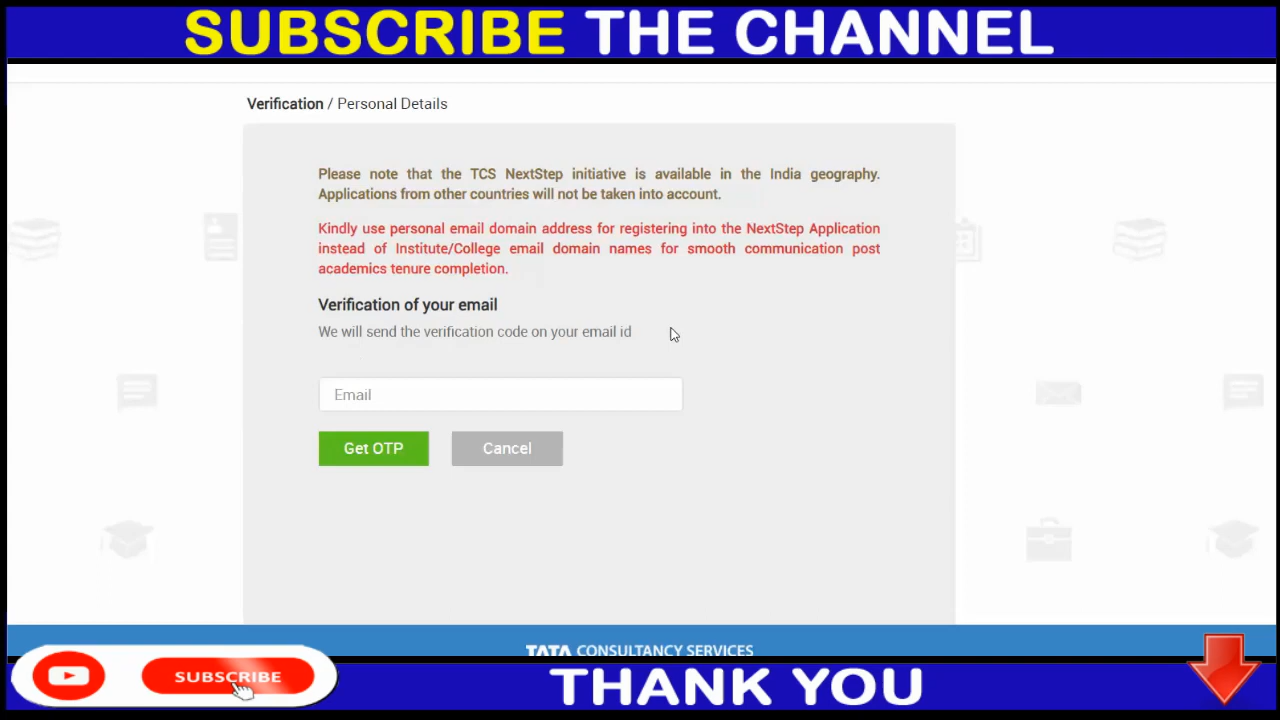 SUBSCRIBE THE CHANNEL
Verification / Personal Details
Please note that the TCS NextStep initiative is available in the India geography.
Applications from other countries will not be taken into account.
Kindly use personal email domain address for registering into the NextStep Application
instead of Institute/College email domain names for smooth communication post
academics tenure completion.
Verification of your email
We will send the verification code on your email id
Email
Get OTP Cancel
TATA CONSULTANCY SERVICES
SUBSCRIBE
THANK YOU